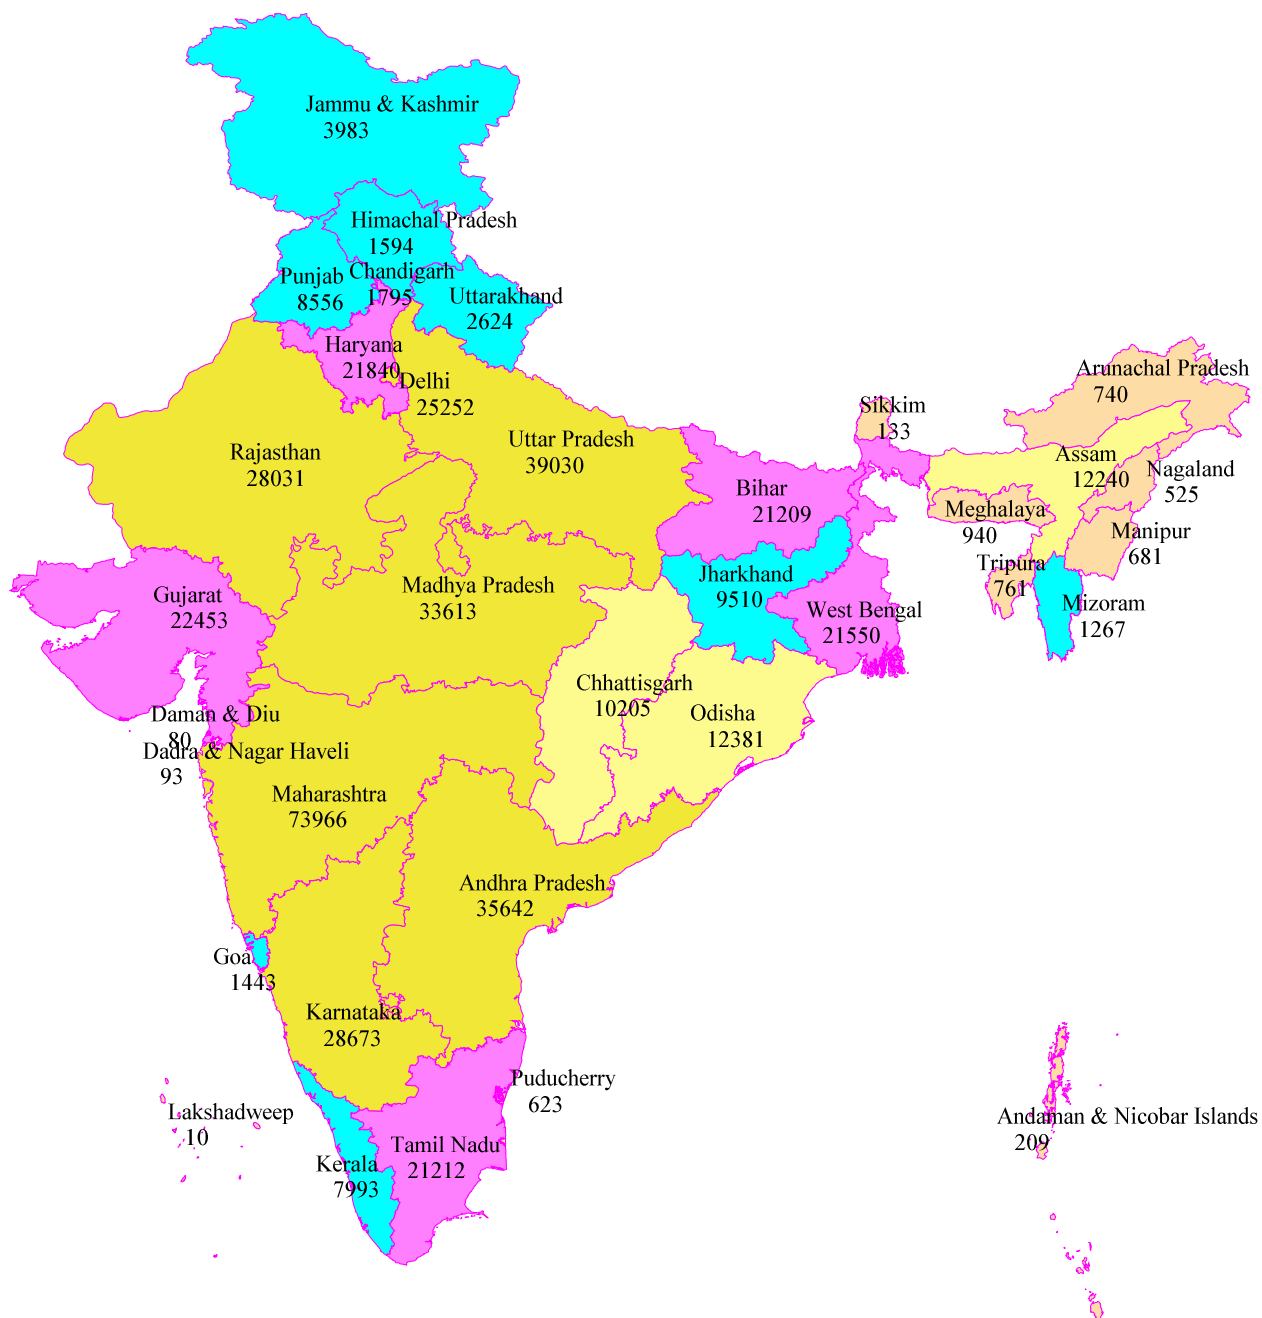 Jammu & Kashmir
3983
Himachal Pradesh
1594
Chandigarh
1795
Punjab
8556
Uttarakhand
2624
Haryana
21840
Delhi
25252
Arunachal Pradesh
740
Sikkim
133
Uttar Pradesh
39030
Rajasthan
28031
Assam
12240
Nagaland
525
Bihar
21209
Meghalaya
940
Manipur
681
Tripura
761
Jharkhand
9510
Madhya Pradesh
33613
Gujarat
22453
Mizoram
1267
West Bengal
21550
Chhattisgarh
10205
Odisha
12381
Daman & Diu
80
Dadra & Nagar Haveli
93
Maharashtra
73966
Andhra Pradesh
35642
Goa
1443
Karnataka
28673
Puducherry
623
Lakshadweep
10
Andaman & Nicobar Islands
209
Tamil Nadu
21212
Kerala
7993